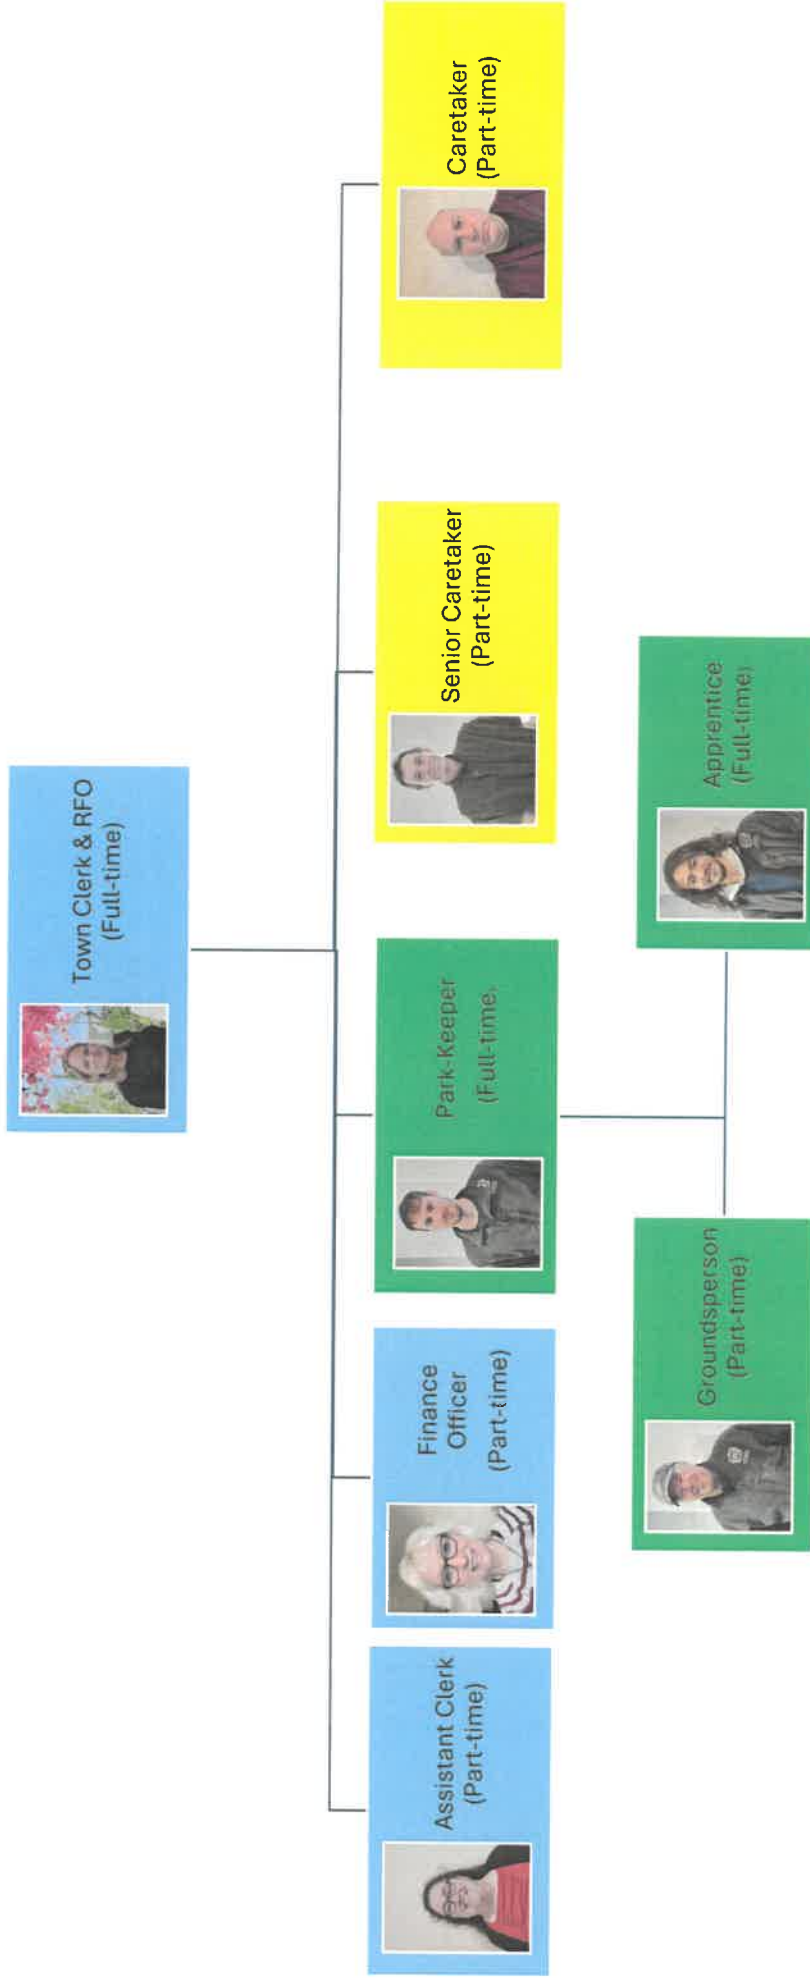 Town Clerk & RFO
(Full-time)
Assistant Clerk
(Part-time)
Finance
Officer
(Part-time)
Park-Keeper
(Full-time)
Senior Caretaker
(Part-time)
Caretaker
(Part-time)
Groundsperson
(Part-time)
Apprentice
(Full-time)